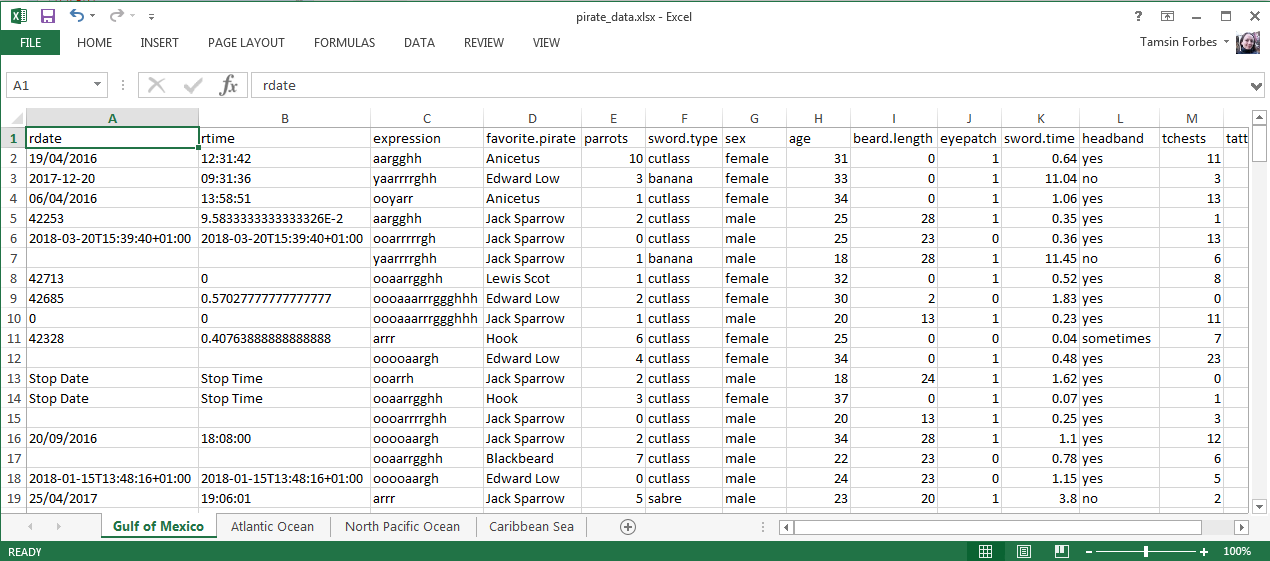 pirate_data.xlsx - Excel
?
FILE HOME INSERT PAGE LAYOUT FORMULAS DATA REVIEW VIEW Tamsin Forbes
A1 fx rdate
A B C D E F G H I J K L M
1 rdate rtime expression favorite.pirate parrots sword.type sex age beard.length eyepatch sword.time headband tchests tatt
2 19/04/2016 12:31:42 aargghh Anicetus 10 cutlass female 31 0 1 0.64 yes 11
3 2017-12-20 09:31:36 yaarrrrghh Edward Low 3 banana female 33 0 1 11.04 no 3
4 06/04/2016 13:58:51 ooyarr Anicetus 1 cutlass female 34 0 1 1.06 yes 13
5 42253 9.5833333333333326E-2 aargghh Jack Sparrow 2 cutlass male 25 28 1 0.35 yes 1
6 2018-03-20T15:39:40+01:00 2018-03-20T15:39:40+01:00 ooarrrrrgh Jack Sparrow 0 cutlass male 25 23 0 0.36 yes 13
7 yaarrrrghh Jack Sparrow 1 banana male 18 28 1 11.45 no 6
8 42713 0 ooaarrgghh Lewis Scot 1 cutlass female 32 0 1 0.52 yes 8
9 42685 0.57027777777777777 oooaaarrrggghhh Edward Low 2 cutlass female 30 2 0 1.83 yes 0
10 0 0 oooaaarrrggghhh Jack Sparrow 1 cutlass male 20 13 1 0.23 yes 11
11 42328 0.40763888888888888 arrr Hook 6 cutlass female 25 0 0 0.04 sometimes 7
12 ooooaargh Edward Low 4 cutlass female 34 0 1 0.48 yes 23
13 Stop Date Stop Time ooarrh Jack Sparrow 2 cutlass male 18 24 1 1.62 yes 0
14 Stop Date Stop Time ooaarrgghh Hook 3 cutlass female 37 0 1 0.07 yes 1
15 oooarrrrghh Jack Sparrow 0 cutlass male 20 13 1 0.25 yes 3
16 20/09/2016 18:08:00 ooooaargh Jack Sparrow 2 cutlass male 34 28 1 1.1 yes 12
17 ooaarrgghh Blackbeard 7 cutlass male 22 23 0 0.78 yes 6
18 2018-01-15T13:48:16+01:00 2018-01-15T13:48:16+01:00 ooooaargh Edward Low 0 cutlass male 24 23 0 1.15 yes 5
19 25/04/2017 19:06:01 arrr Jack Sparrow 5 sabre male 23 20 1 3.8 no 2
Gulf of Mexico Atlantic Ocean North Pacific Ocean Caribbean Sea
READY 100%